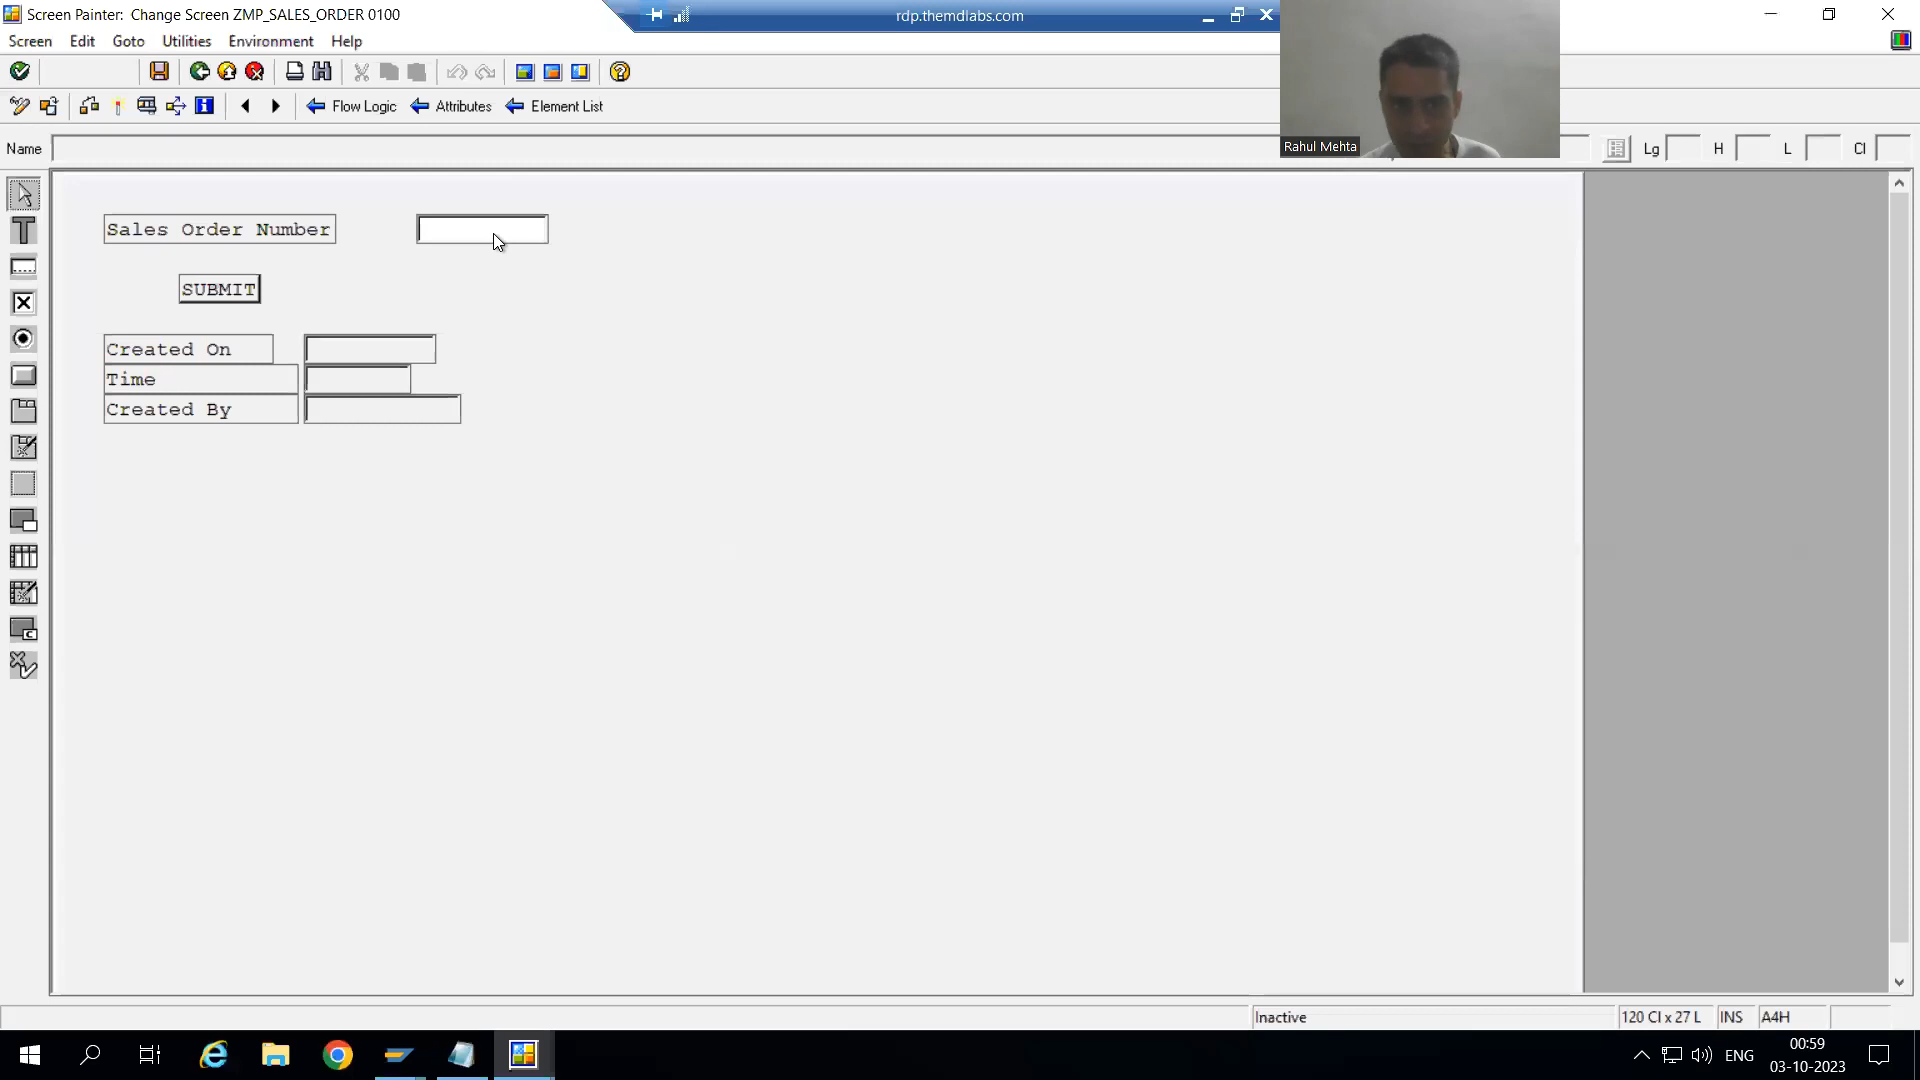 Screen Painter: Change Screen ZMP_SALES_ORDER 0100
rdp.themdlabs.com
Screen Edit Goto Utilities Environment Help
Flow Logic Attributes Element List
Rahul Mehta
Name Lg H L Cl
Sales Order Number
SUBMIT
Created On
Time
Created By
Inactive 120 Cl x 27 L INS A4H
ENG 00:59
03-10-2023